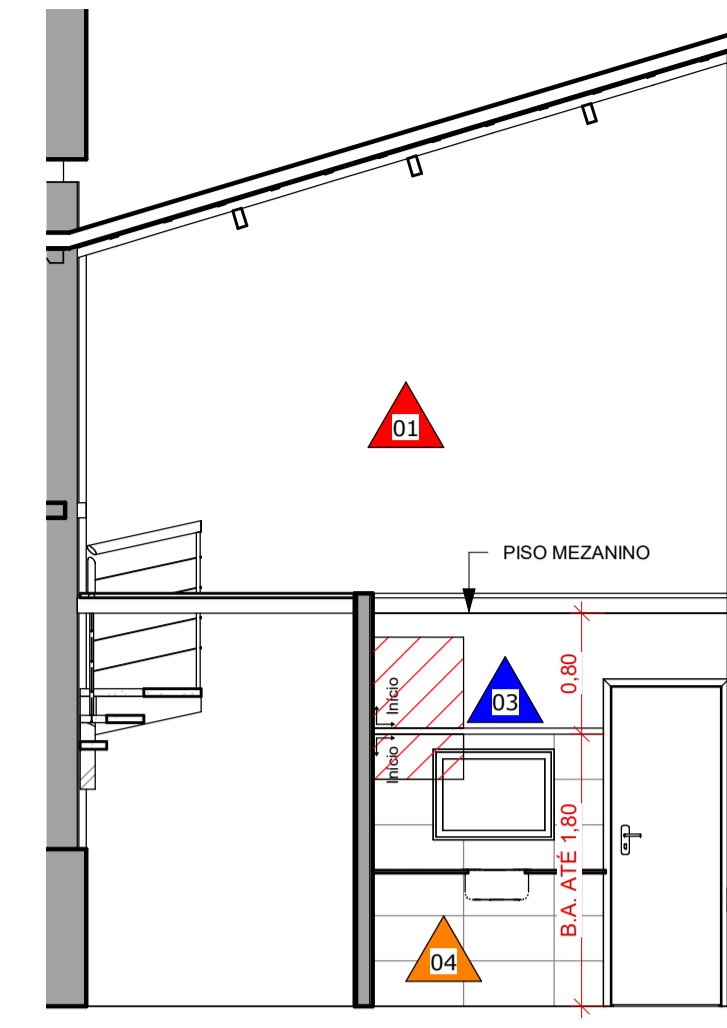 01
PISO MEZANINO
0,80
Início
03
Início
B.A. ATÉ 1,80
04